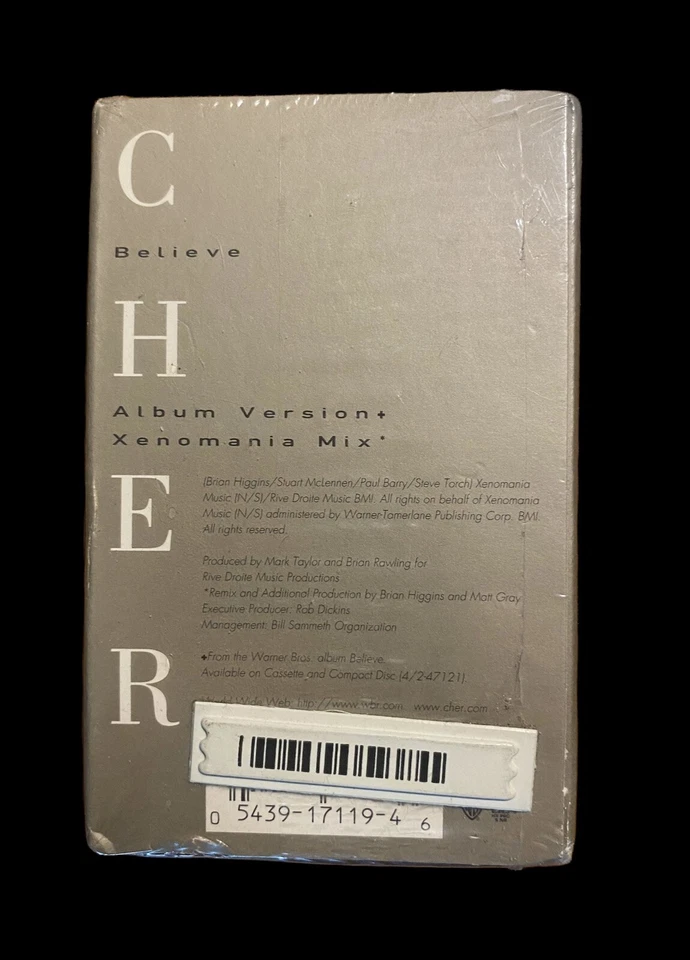 C
Believe
H
Album Version+
Xenomania Mix*
E
(Brian Higgins/Stuart McLennen/Paul Barry/Steve Torch) Xenomania
Music (N/S)/Rive Droite Music BMI. All rights on behalf of Xenomania
Music (N/S) administered by Warner-Tamerlane Publishing Corp. BMI.
All rights reserved.
Produced by Mark Taylor and Brian Rawling for
Rive Droite Music Productions
*Remix and Additional Production by Brian Higgins and Matt Gray
Executive Producer: Rob Dickins
Management: Bill Sammeth Organization
R
+From the Warner Bros. album Believe.
Available on Cassette and Compact Disc (4/2-47121).
World Wide Web: http://www.wbr.com www.cher.com
0 5439-17119-4 6